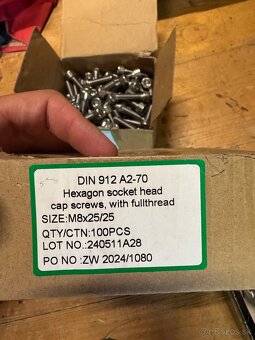 DIN 912 A2-70
Hexagon socket head
cap screws, with fullthread
SIZE:M8x25/25
QTY/CTN:100PCS
LOT NO.:240511A28
PO NO :ZW 2024/1080